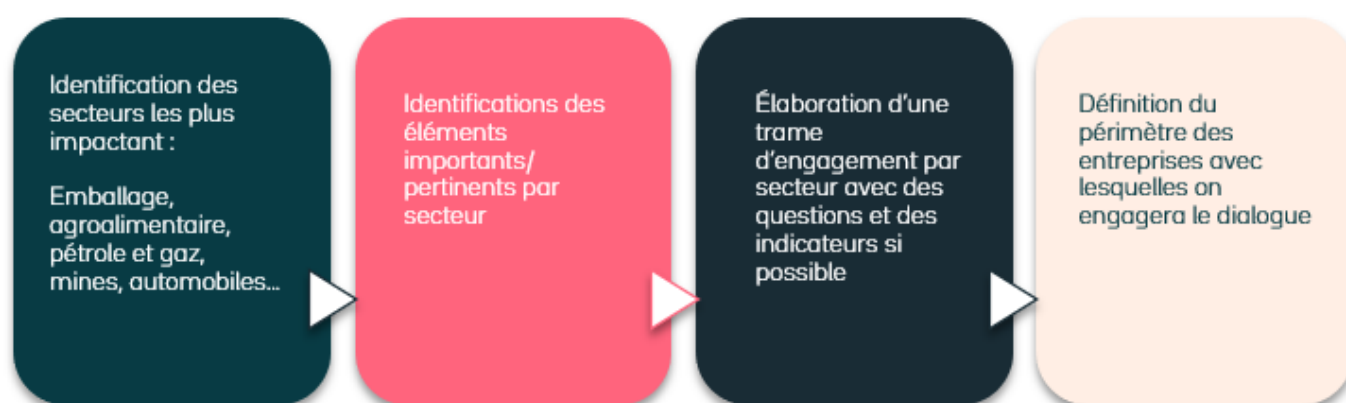 Identification des
secteurs les plus
impactant :
Emballage,
agroalimentaire,
pétrole et gaz,
mines, automobiles...
Identifications des
éléments
importants/
pertinents par
secteur
Élaboration d'une
trame
d'engagement par
secteur avec des
questions et des
indicateurs si
possible
Définition du
périmètre des
entreprises avec
lesquelles on
engagera le dialogue